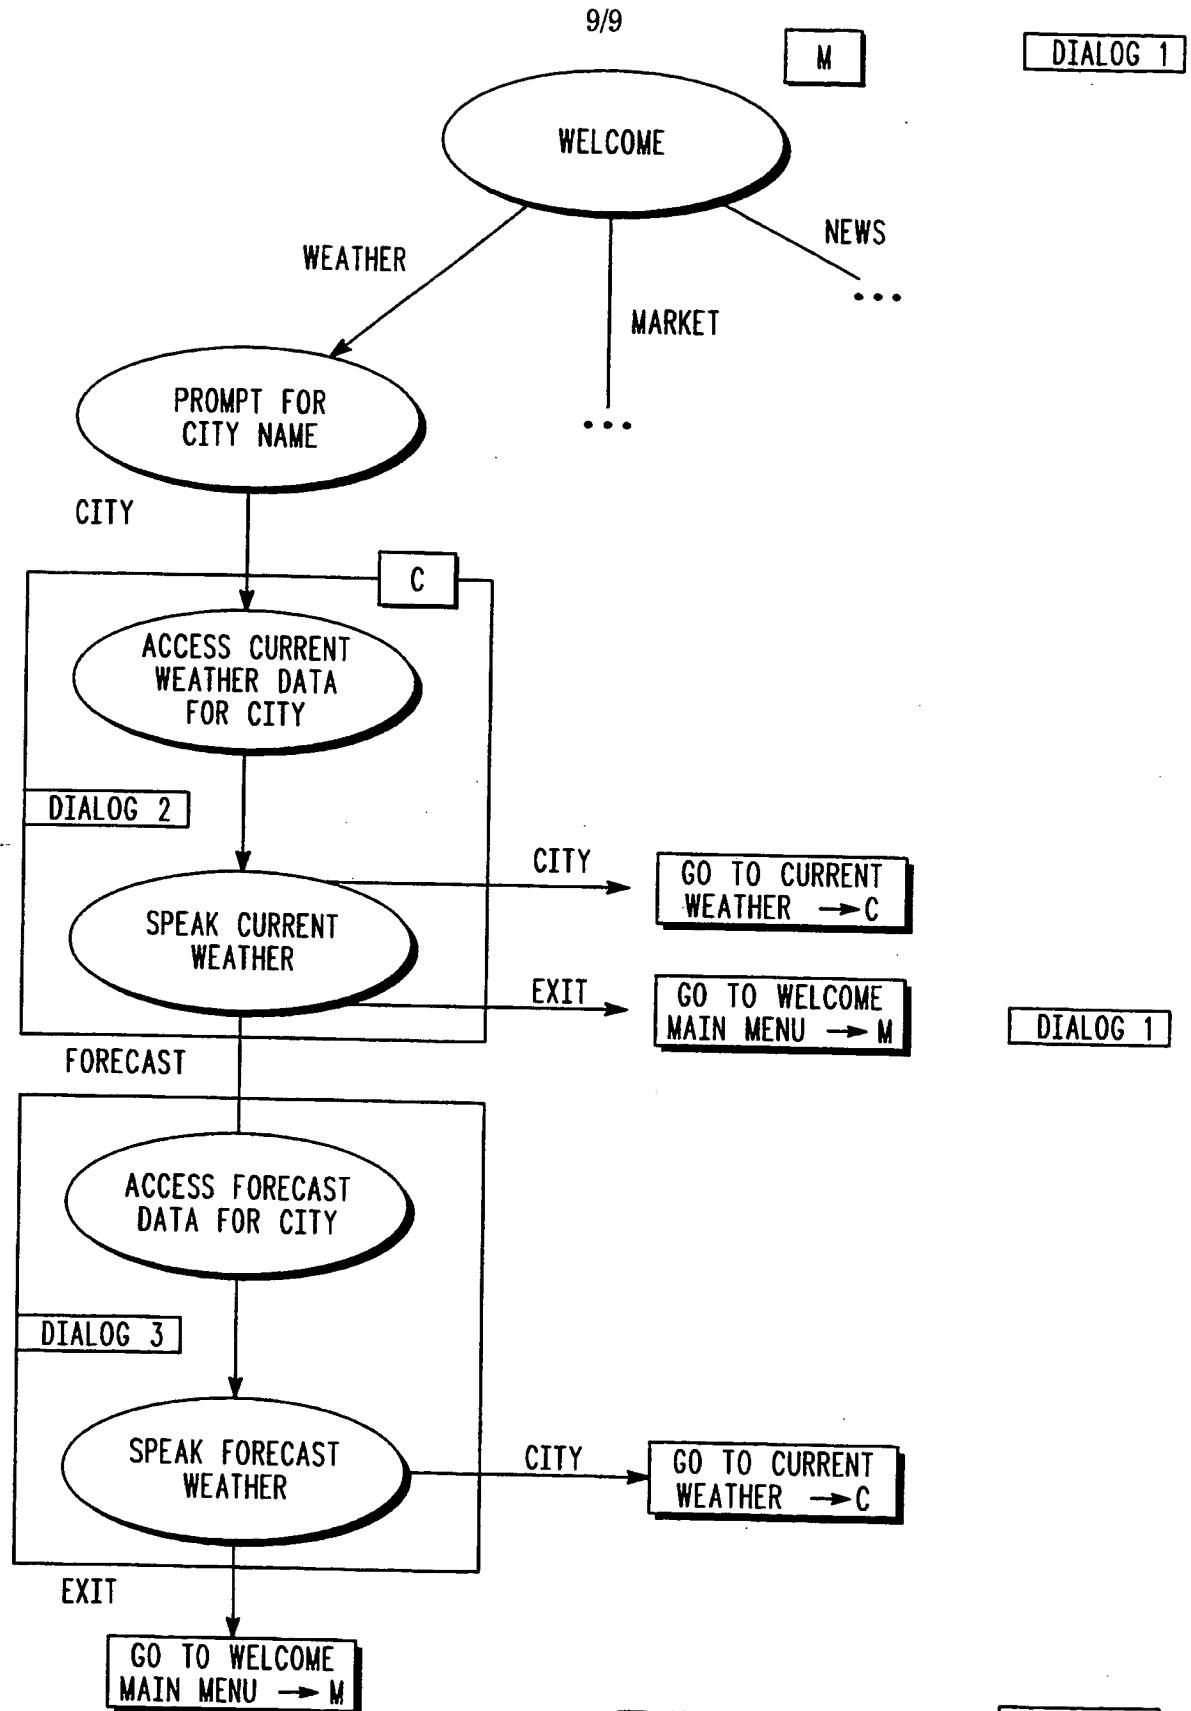 9/9
M
DIALOG 1
WELCOME
WEATHER
MARKET
NEWS
•••
•••
PROMPT FOR
CITY NAME
CITY
C
ACCESS CURRENT
WEATHER DATA
FOR CITY
DIALOG 2
SPEAK CURRENT
WEATHER
CITY
GO TO CURRENT
WEATHER →C
EXIT
GO TO WELCOME
MAIN MENU →M
DIALOG 1
FORECAST
ACCESS FORECAST
DATA FOR CITY
DIALOG 3
SPEAK FORECAST
WEATHER
CITY
GO TO CURRENT
WEATHER →C
EXIT
GO TO WELCOME
MAIN MENU →M